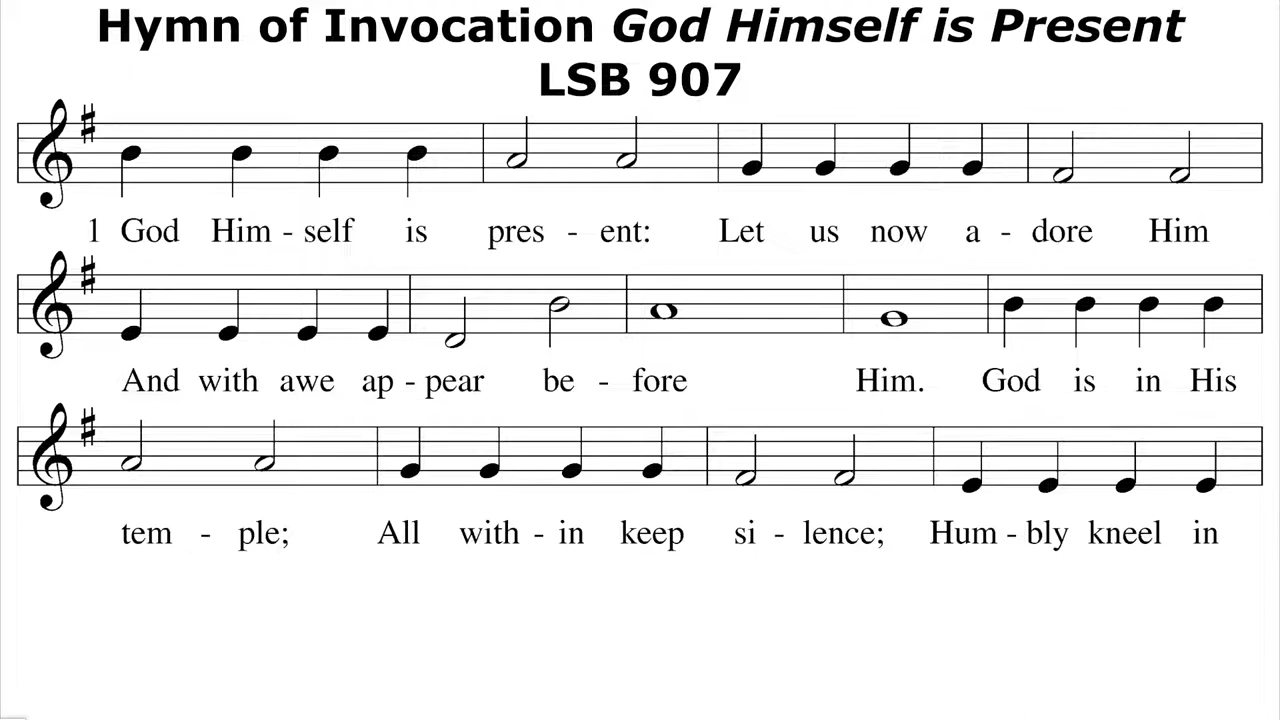 Hymn of Invocation God Himself is Present
LSB 907
1 God Him - self is pres - ent: Let us now a - dore Him
And with awe ap - pear be - fore Him. God is in His
tem - ple; All with - in keep si - lence; Hum - bly kneel in